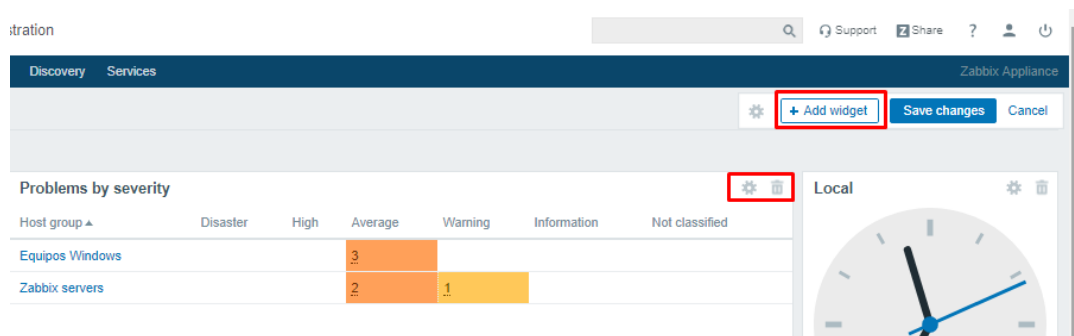 stration
Support
Z Share
?
Discovery Services
Zabbix Appliance
+ Add widget
Save changes
Cancel
Problems by severity
Local
Host group Disaster High Average Warning Information Not classified
Equipos Windows 3
Zabbix servers 2 1